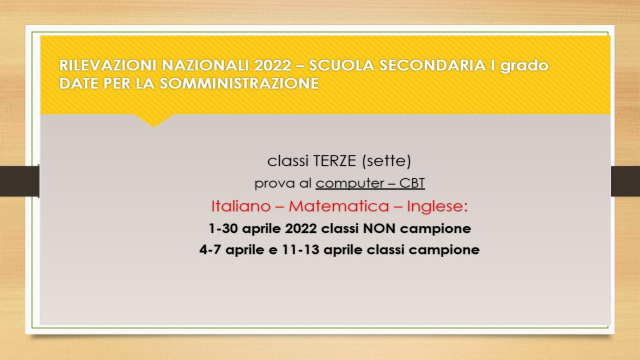 RILEVAZIONI NAZIONALI 2022 – SCUOLA SECONDARIA I grado
DATE PER LA SOMMINISTRAZIONE
classi TERZE (sette)
prova al computer – CBT
Italiano – Matematica – Inglese:
1-30 aprile 2022 classi NON campione
4-7 aprile e 11-13 aprile classi campione